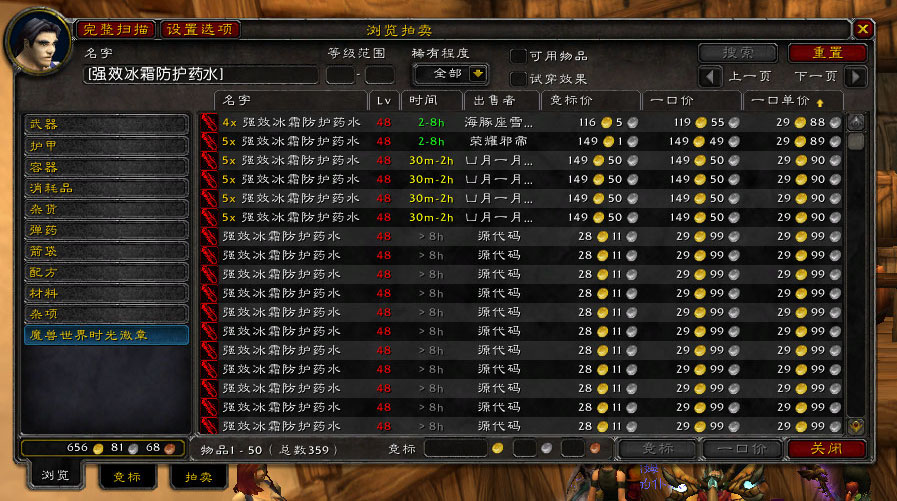 完整扫描 设置选项 浏览拍卖
名字 等级范围 稀有程度 可用物品 搜索 重置
[强效冰霜防护药水] - 全部 试穿效果 上一页 下一页
名字 Lv 时间 出售者 竞标价 一口价 一口单价
武器
护甲
容器
消耗品
杂货
弹药
箭袋
配方
材料
杂项
魔兽世界时光徽章
4x 强效冰霜防护药水 48 2-8h 海豚座雪... 116 5 119 55 29 88
5x 强效冰霜防护药水 48 2-8h 荣耀邪帝 149 1 149 49 29 89
5x 强效冰霜防护药水 48 30m-2h 凵月一月... 149 50 149 50 29 90
5x 强效冰霜防护药水 48 30m-2h 凵月一月... 149 50 149 50 29 90
5x 强效冰霜防护药水 48 30m-2h 凵月一月... 149 50 149 50 29 90
5x 强效冰霜防护药水 48 30m-2h 凵月一月... 149 50 149 50 29 90
强效冰霜防护药水 48 > 8h 源代码 28 11 29 99 29 99
强效冰霜防护药水 48 > 8h 源代码 28 11 29 99 29 99
强效冰霜防护药水 48 > 8h 源代码 28 11 29 99 29 99
强效冰霜防护药水 48 > 8h 源代码 28 11 29 99 29 99
强效冰霜防护药水 48 > 8h 源代码 28 11 29 99 29 99
强效冰霜防护药水 48 > 8h 源代码 28 11 29 99 29 99
强效冰霜防护药水 48 > 8h 源代码 28 11 29 99 29 99
强效冰霜防护药水 48 > 8h 源代码 28 11 29 99 29 99
强效冰霜防护药水 48 > 8h 源代码 28 11 29 99 29 99
强效冰霜防护药水 48 > 8h 源代码 28 11 29 99 29 99
强效冰霜防护药水 48 > 8h 源代码 28 11 29 99 29 99
656 81 68 物品1 - 50 ( 总数359 ) 竞标 竞标 一口价 关闭
浏览 竞标 拍卖